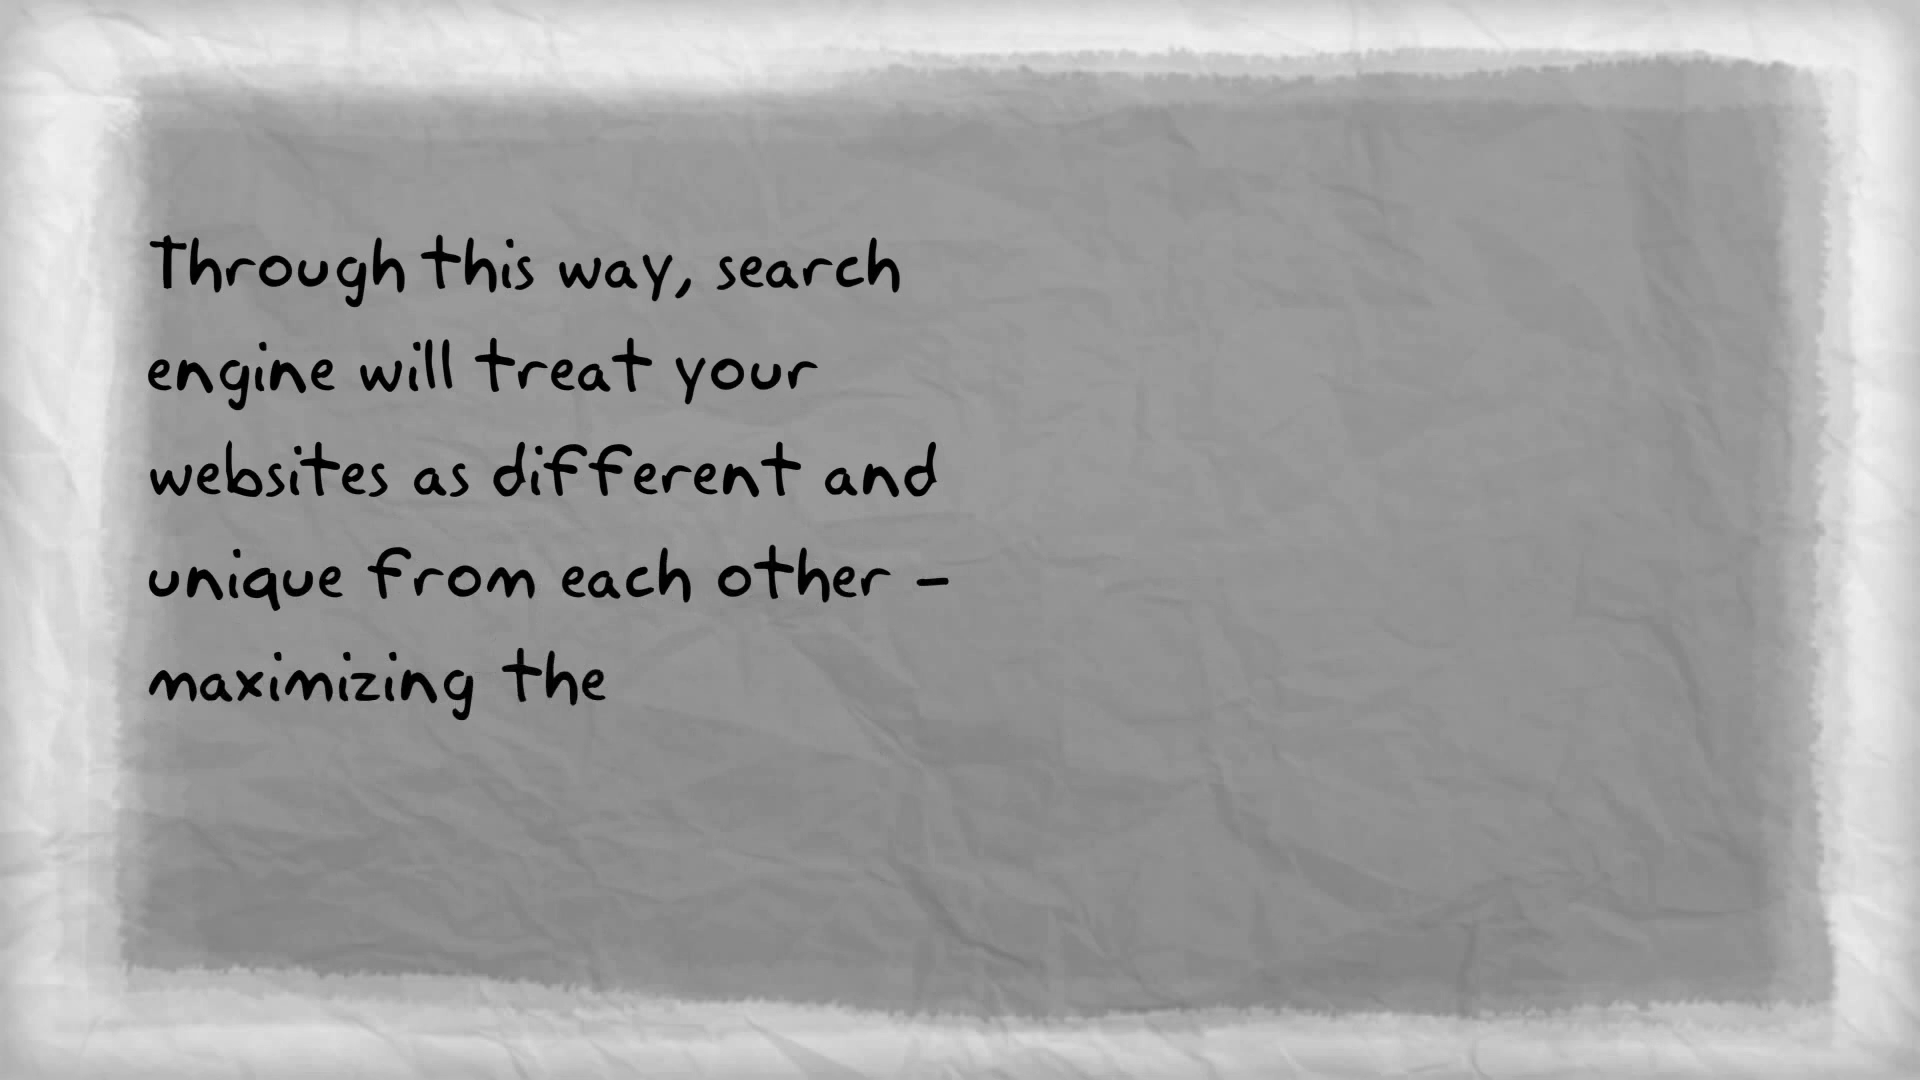 Through this way, search
engine will treat your
websites as different and
unique from each other -
maximizing the